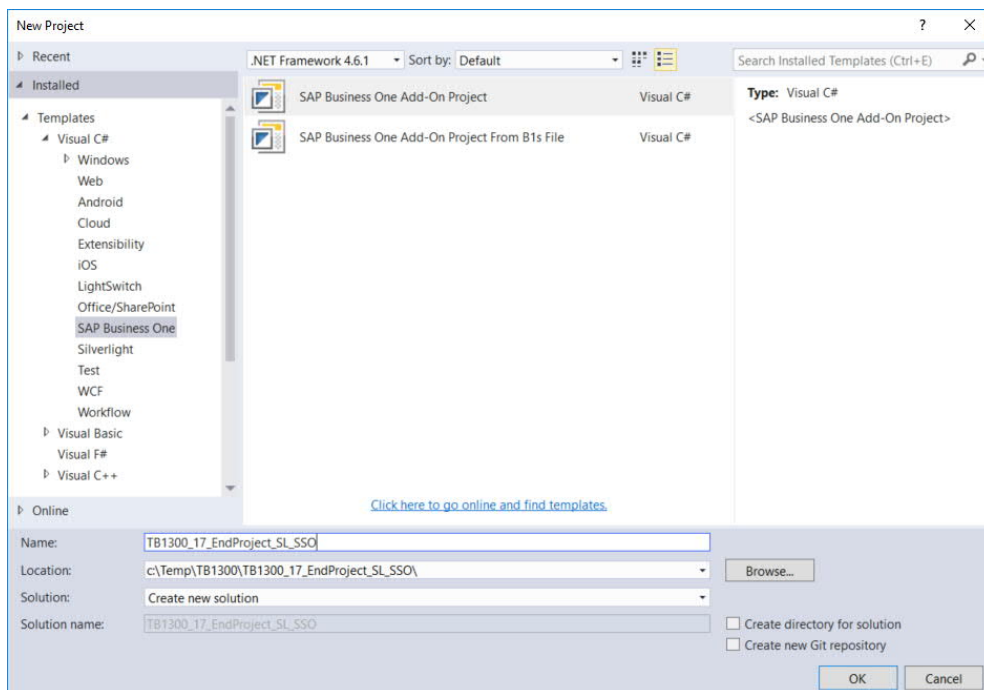 New Project
?
Recent
.NET Framework 4.6.1
Sort by: Default
Search Installed Templates (Ctrl+E)
Installed
Templates
Visual C#
Windows
Web
Android
Cloud
Extensibility
iOS
LightSwitch
Office/SharePoint
SAP Business One
Silverlight
Test
WCF
Workflow
Visual Basic
Visual F#
Visual C++
Online
SAP Business One Add-On Project Visual C#
SAP Business One Add-On Project From B1s File Visual C#
Click here to go online and find templates.
Type: Visual C#
<SAP Business One Add-On Project>
Name: TB1300_17_EndProject_SL_SSO
Location: c:\Temp\TB1300\TB1300_17_EndProject_SL_SSO\ Browse...
Solution: Create new solution
Solution name: TB1300_17_EndProject_SL_SSO
Create directory for solution
Create new Git repository
OK Cancel